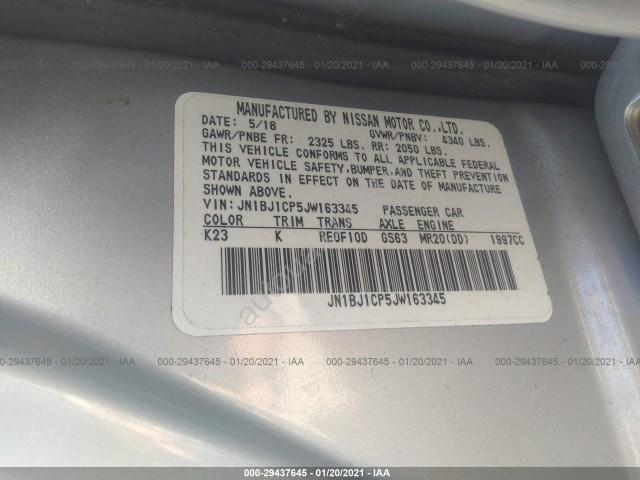 000-29437645 - 01/20/2021 - IAA 000-29437645 - 01/20/2021 - IAA 000-29437645 - 01/20/2021 - IAA
MANUFACTURED BY NISSAN MOTOR CO.,LTD.
DATE: 5/18 GVWR/PNBV: 4340 LBS.
GAWR/PNBE FR: 2325 LBS. RR: 2050 LBS.
THIS VEHICLE CONFORMS TO ALL APPLICABLE FEDERAL
MOTOR VEHICLE SAFETY,BUMPER,AND THEFT PREVENTION
STANDARDS IN EFFECT ON THE DATE OF MANUFACTURE
SHOWN ABOVE.
VIN: JN1BJ1CP5JW163345 PASSENGER CAR
COLOR TRIM TRANS AXLE ENGINE
K23 K RE0F10D GS63 MR20(DD) 1997CC
JN1BJ1CP5JW163345
000-29437645 - 01/20/2021 - IAA 000-29437645 - 01/20/2021 - IAA 000-29437645 - 01/20/2021 - IAA
000-29437645 - 01/20/2021 - IAA